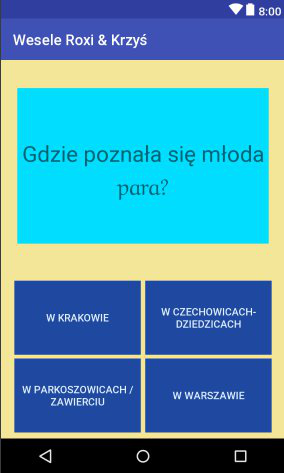 8:00
Wesele Roxi & Krzyś
Gdzie poznała się młoda
para?
W KRAKOWIE
W CZECHOWICACH-
DZIEDZICACH
W PARKOSZOWICACH /
ZAWIERCIU
W WARSZAWIE